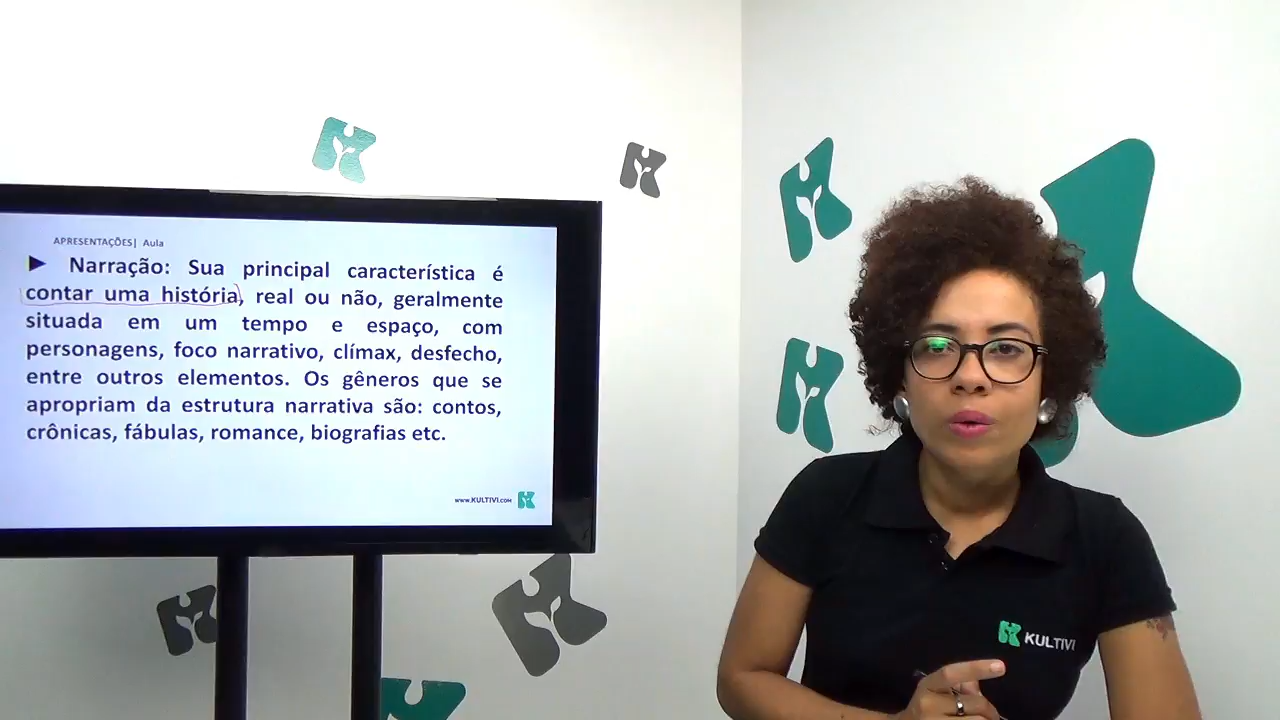 APRESENTAÇÕES| Aula
► Narração: Sua principal característica é
contar uma história, real ou não, geralmente
situada em um tempo e espaço, com
personagens, foco narrativo, clímax, desfecho,
entre outros elementos. Os gêneros que se
apropriam da estrutura narrativa são: contos,
crônicas, fábulas, romance, biografias etc.
www.KULTIVI.COM
KULTIVI